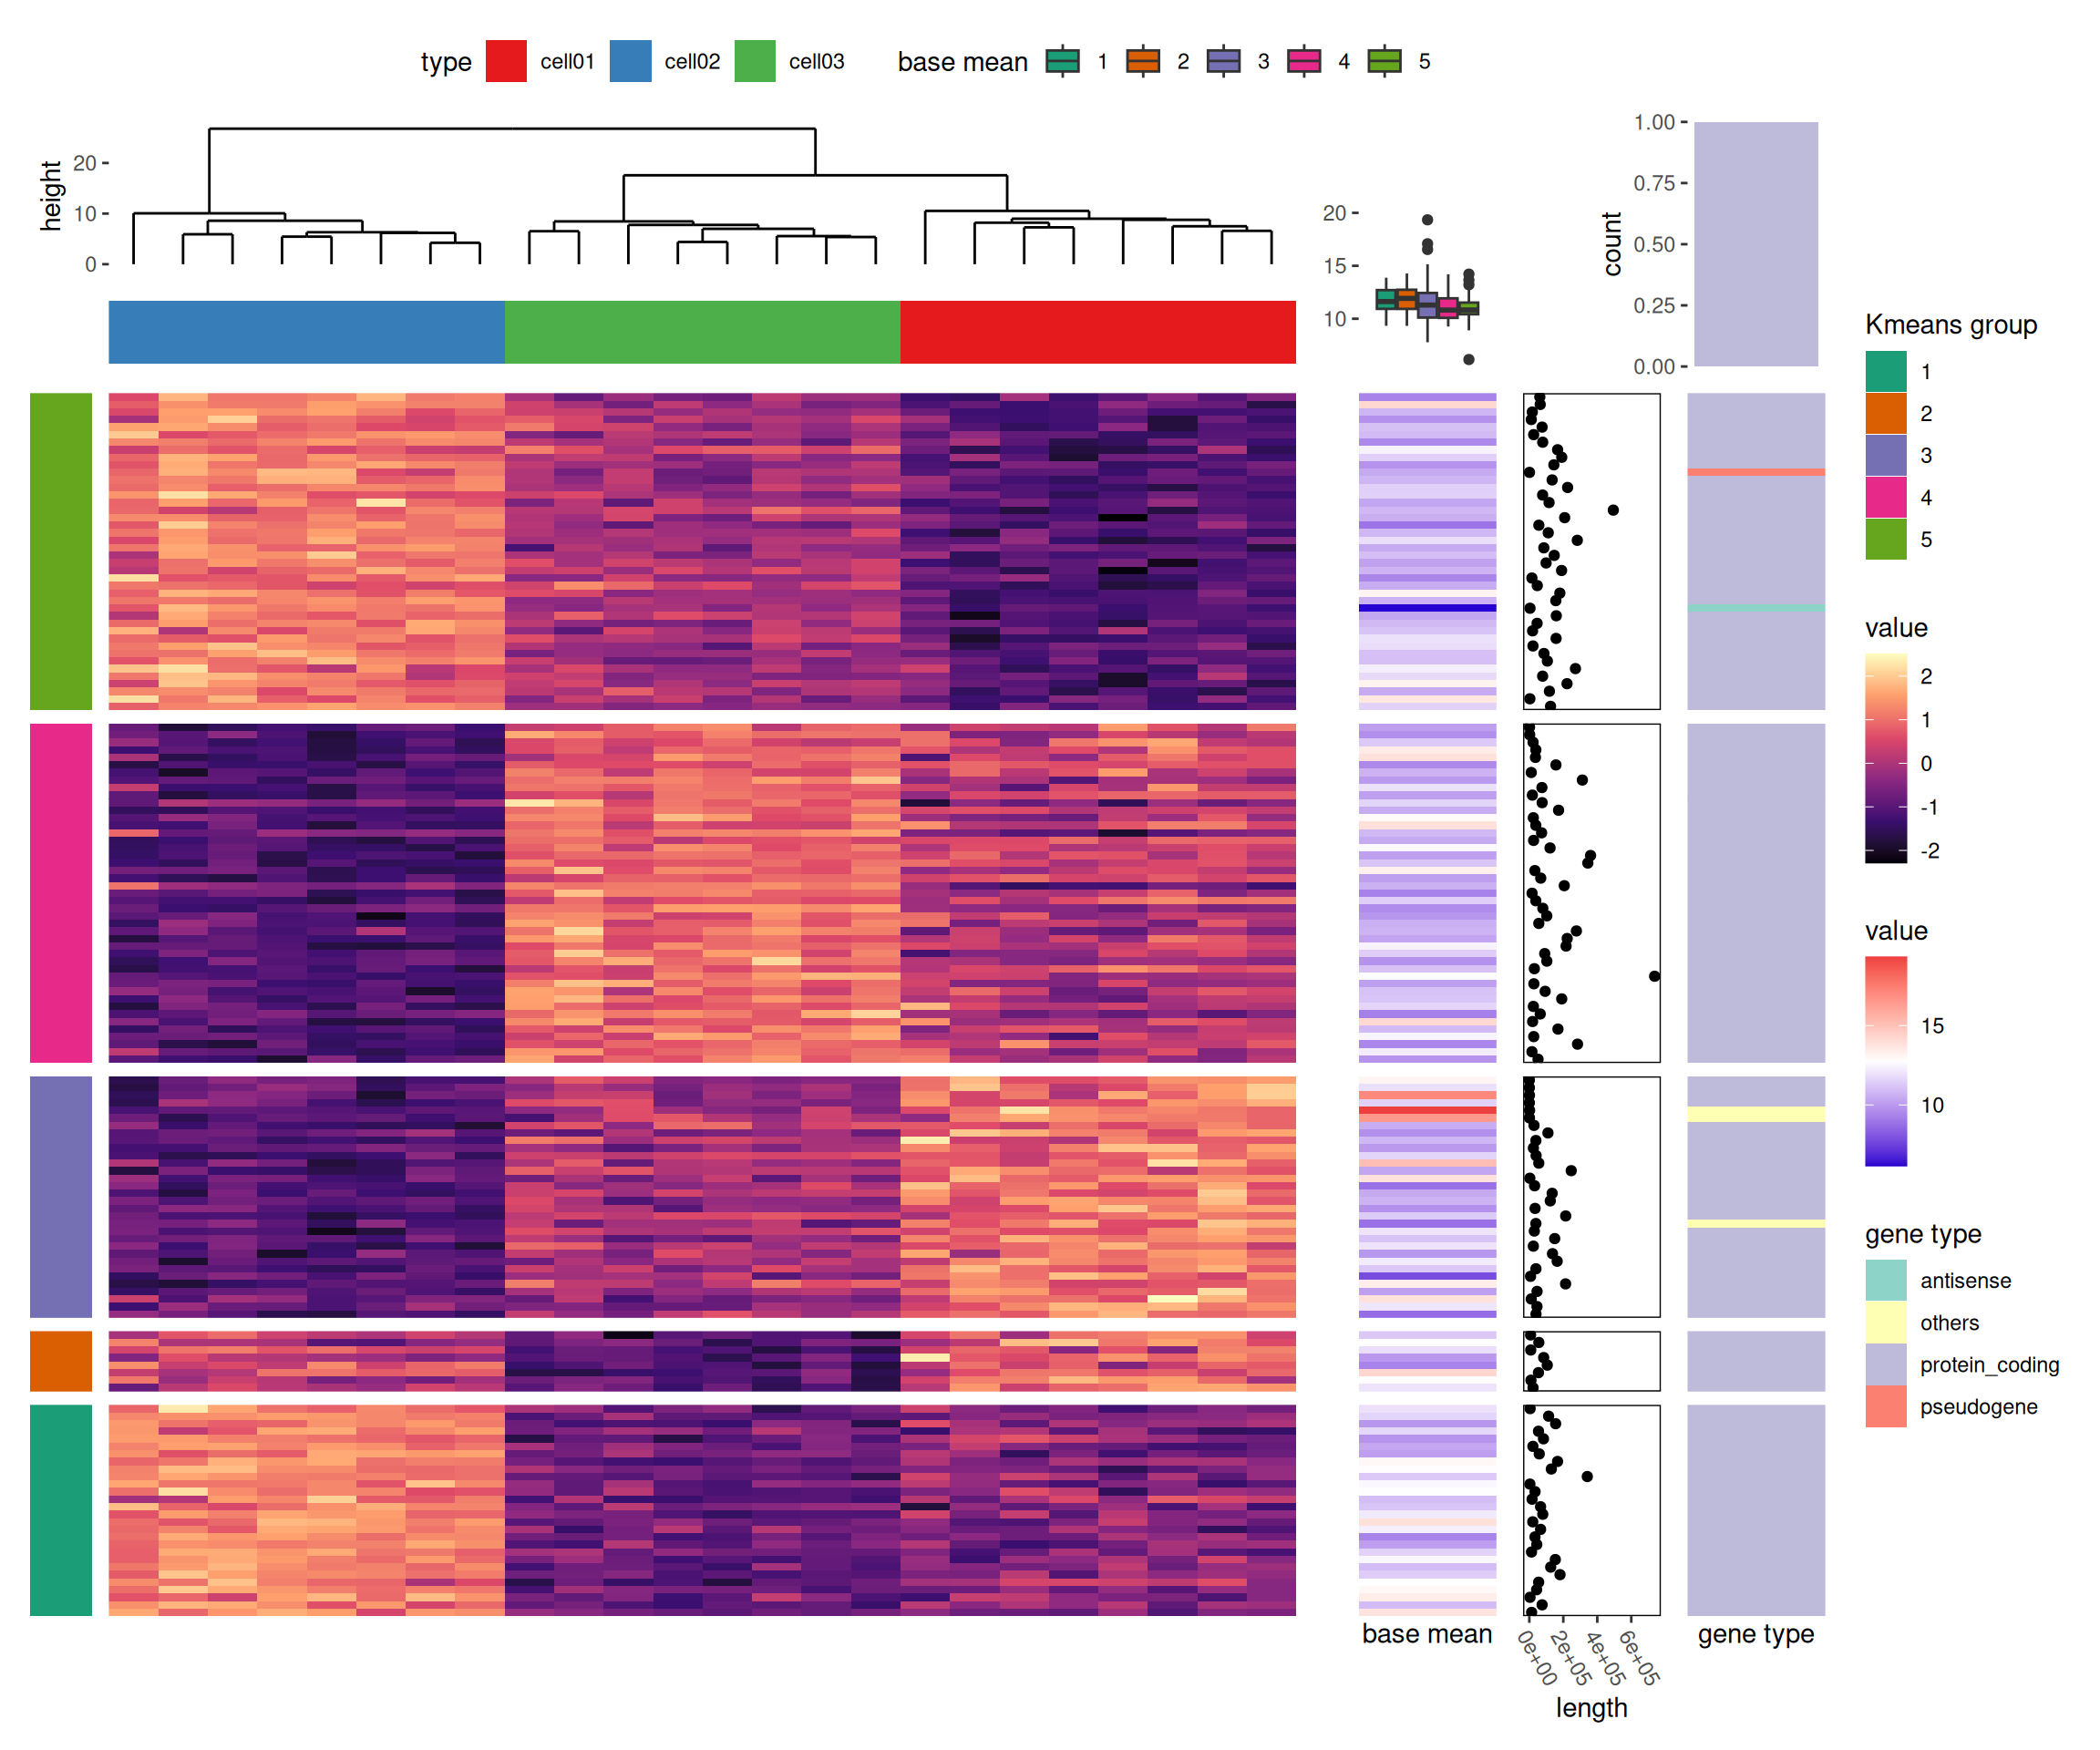 type cell01 cell02 cell03 base mean 1 2 3 4 5
height
20
10
0
20
15
10
count
1.00
0.75
0.50
0.25
0.00
Kmeans group
1
2
3
4
5
value
2
1
0
-1
-2
value
15
10
gene type
antisense
others
protein_coding
pseudogene
base mean
0e+00 2e+05 4e+05 6e+05
length
gene type